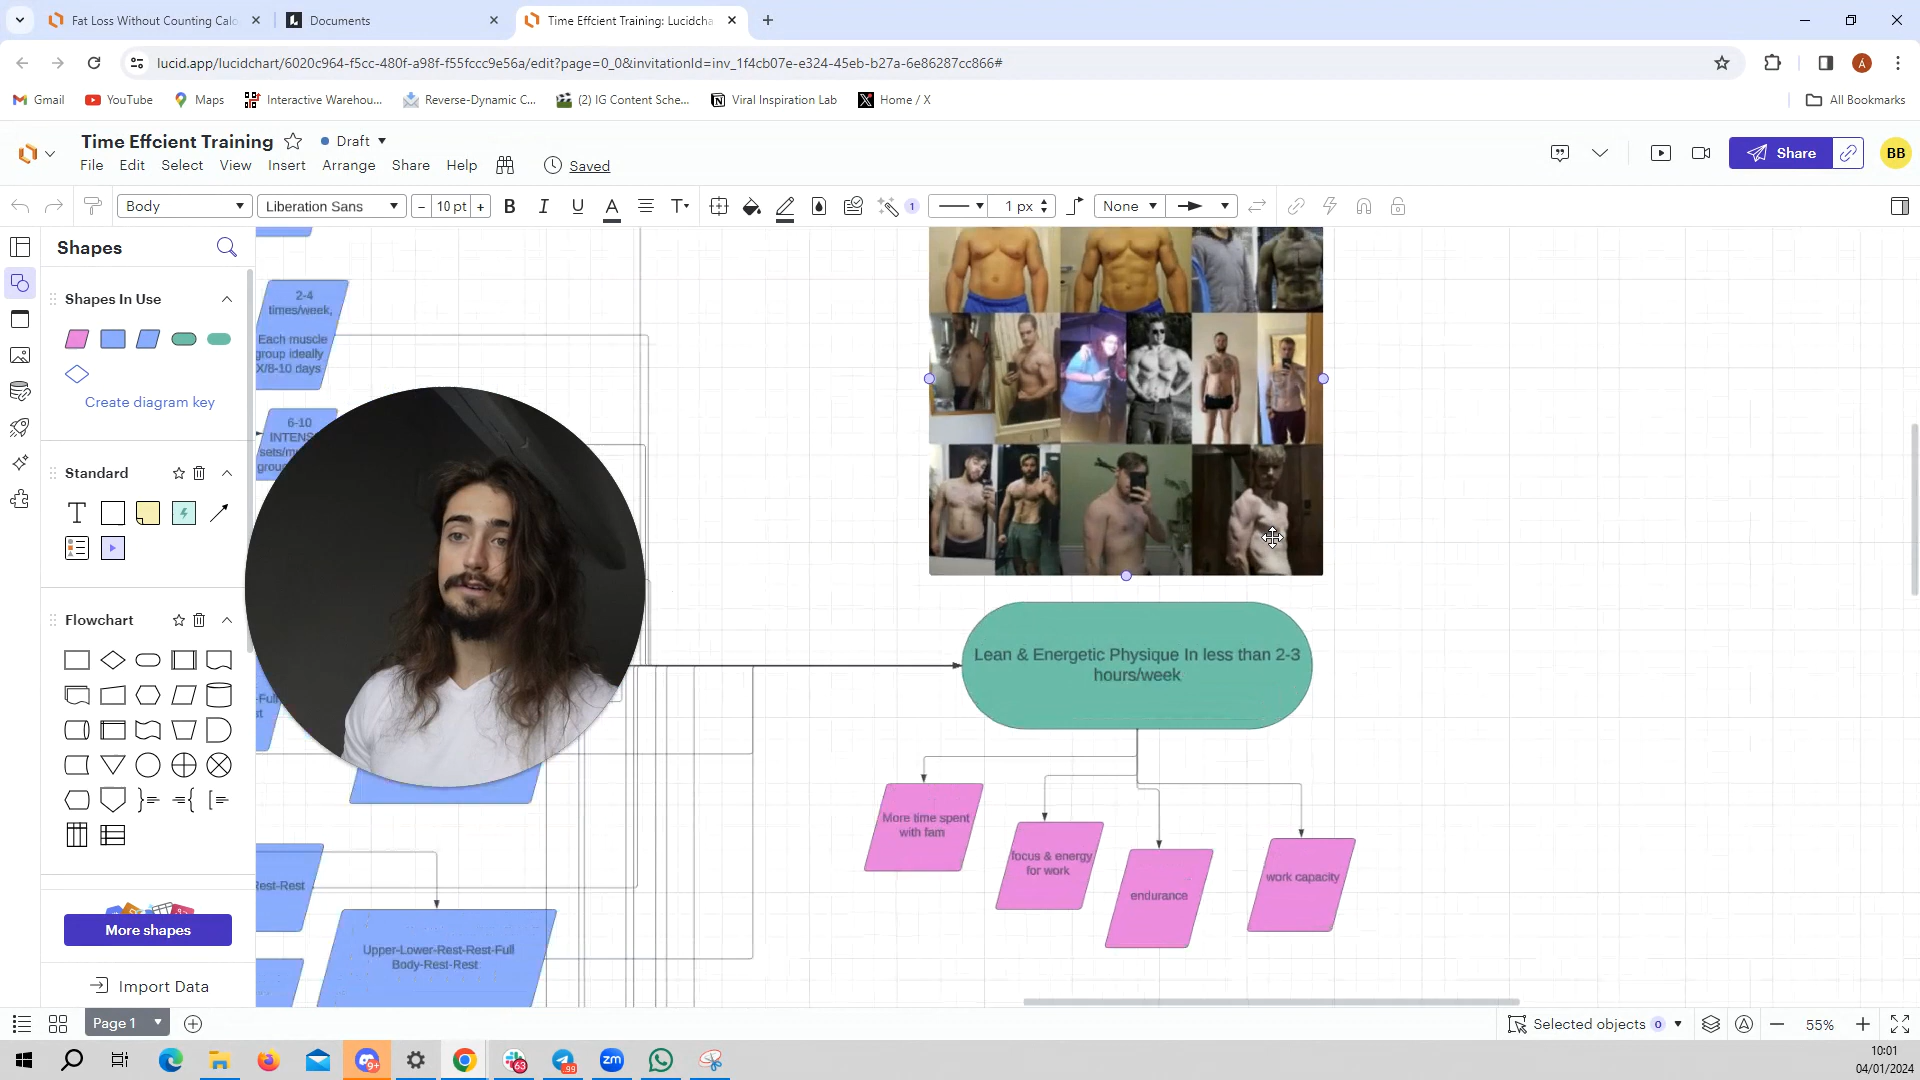 Fat Loss Without Counting Calo
Documents
Time Effcient Training: Lucidcha
lucid.app/lucidchart/6020c964-f5cc-480f-a98f-f55fccc9e56a/edit?page=0_0&invitationId=inv_1f4cb07e-e324-45eb-b27a-6e86287cc866#
Gmail
YouTube
Maps
Interactive Warehou...
Reverse-Dynamic C...
(2) IG Content Sche...
Viral Inspiration Lab
Home / X
All Bookmarks
Time Effcient Training
Draft
File
Edit
Select
View
Insert
Arrange
Share
Help
Saved
Share
BB
Body
Liberation Sans
- 10 pt +
B
I
U
A
T
1
1 px
None
Shapes
Shapes In Use
Create diagram key
Standard
T
Flowchart
More shapes
Import Data
2-4
times/week,
Each muscle
group ideally
X/8-10 days
6-10
sets/m
grou
Rest-Rest
Upper-Lower-Rest-Rest-Full
Body-Rest-Rest
Lean & Energetic Physique In less than 2-3
hours/week
More time spent
with fam
focus & energy
for work
endurance
work capacity
Page 1
Selected objects
0
55%
9+
63
99
zm
10:01
04/01/2024